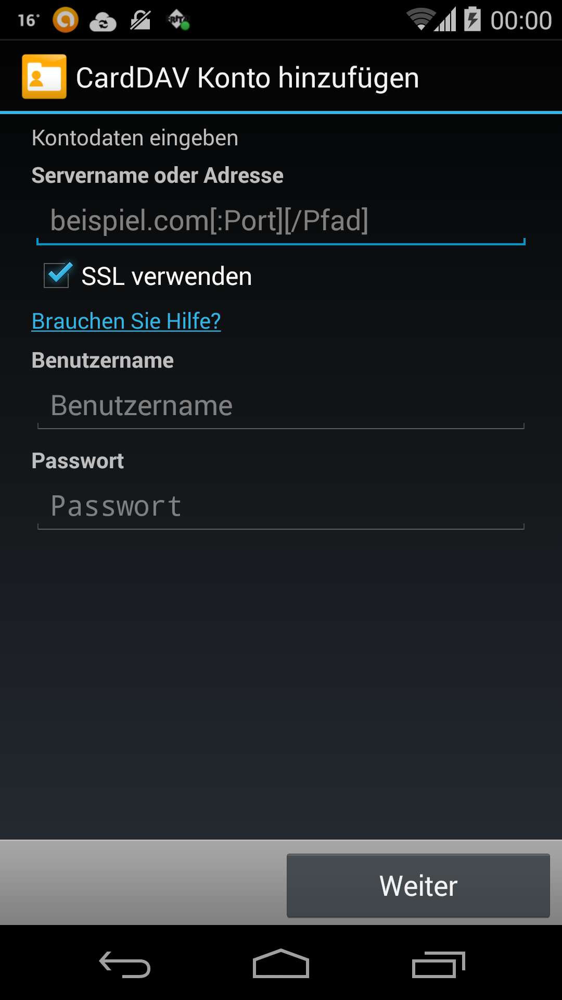 16° FRITZ 00:00
CardDAV Konto hinzufügen
Kontodaten eingeben
Servername oder Adresse
beispiel.com[:Port][/Pfad]
SSL verwenden
Brauchen Sie Hilfe?
Benutzername
Benutzername
Passwort
Passwort
Weiter